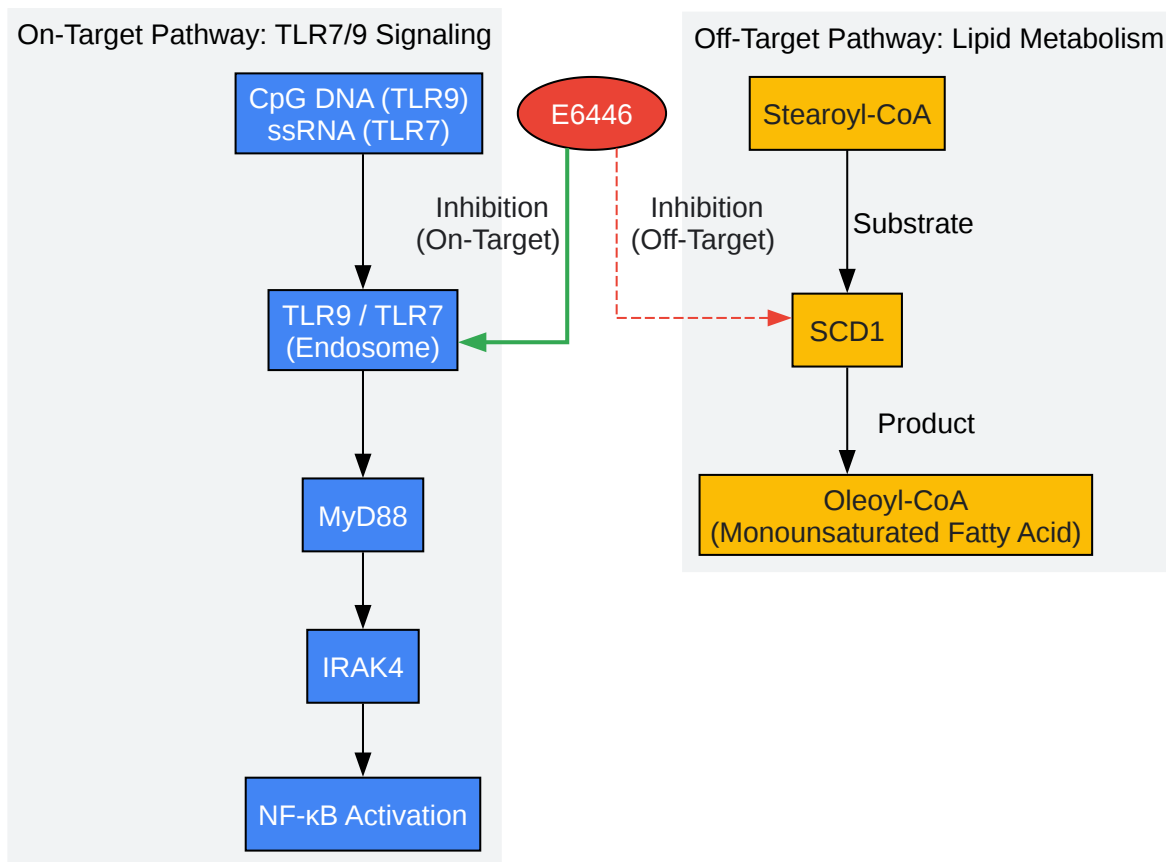 On-Target Pathway: TLR7/9 Signaling
CpG DNA (TLR9)
ssRNA (TLR7)
TLR9 / TLR7
(Endosome)
MyD88
IRAK4
NF-κB Activation
E6446
Inhibition
(On-Target)
Inhibition
(Off-Target)
Off-Target Pathway: Lipid Metabolism
Stearoyl-CoA
Substrate
SCD1
Product
Oleoyl-CoA
(Monounsaturated Fatty Acid)